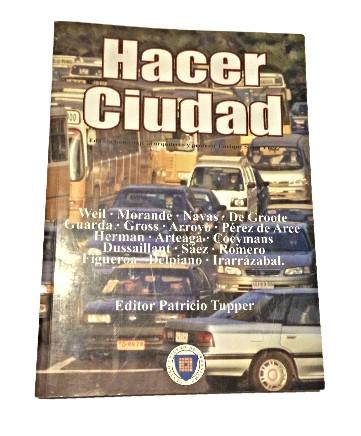 Hacer
Ciudad
Weil · Morandé · Navas · De Groote
Guarda · Gross · Arroyo · Pérez de Arce
Herman · Arteaga · Coeymans
Dussaillant · Sáez · Romero
Figueroa · Delpiano · Irarrázabal.
Editor Patricio Tupper